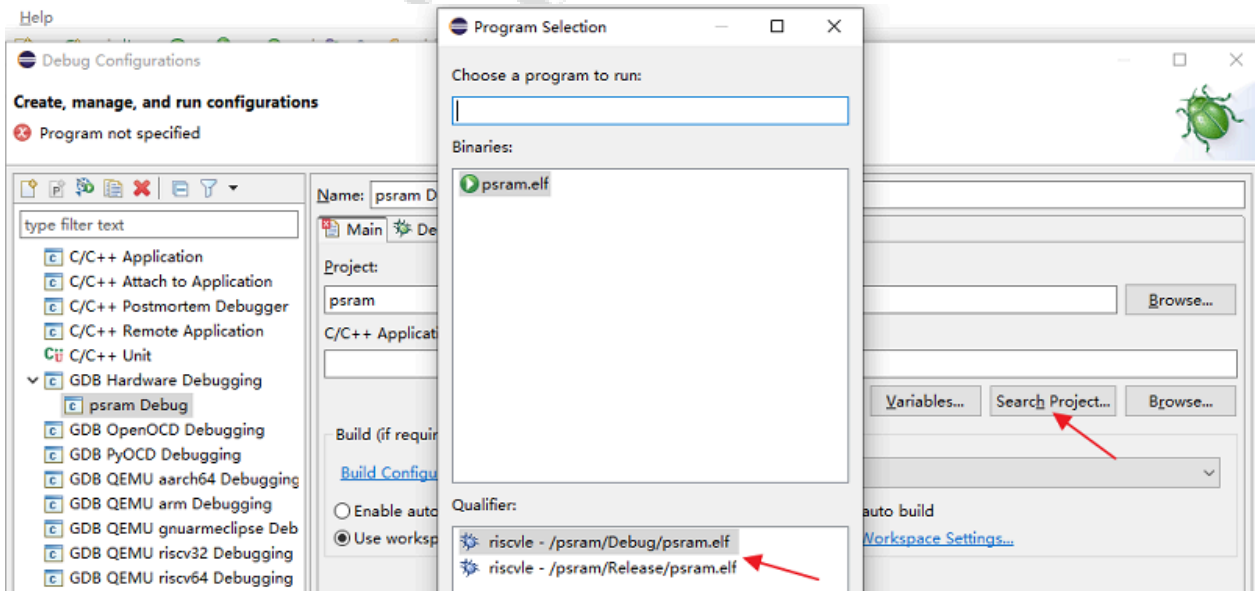 Help
Debug Configurations
Create, manage, and run configurations
Program not specified
type filter text
C/C++ Application
C/C++ Attach to Application
C/C++ Postmortem Debugger
C/C++ Remote Application
C/C++ Unit
GDB Hardware Debugging
psram Debug
GDB OpenOCD Debugging
GDB PyOCD Debugging
GDB QEMU aarch64 Debugging
GDB QEMU arm Debugging
GDB QEMU gnuarmeclipse Deb
GDB QEMU riscv32 Debugging
GDB QEMU riscv64 Debugging
Name: psram D
Main De
Project:
psram
Browse...
C/C++ Applicati
Variables... Search Project... Browse...
Build (if requir
Build Configu
Enable auto
auto build
Use worksp
Workspace Settings...
Program Selection
Choose a program to run:
Binaries:
psram.elf
Qualifier:
riscvle - /psram/Debug/psram.elf
riscvle - /psram/Release/psram.elf